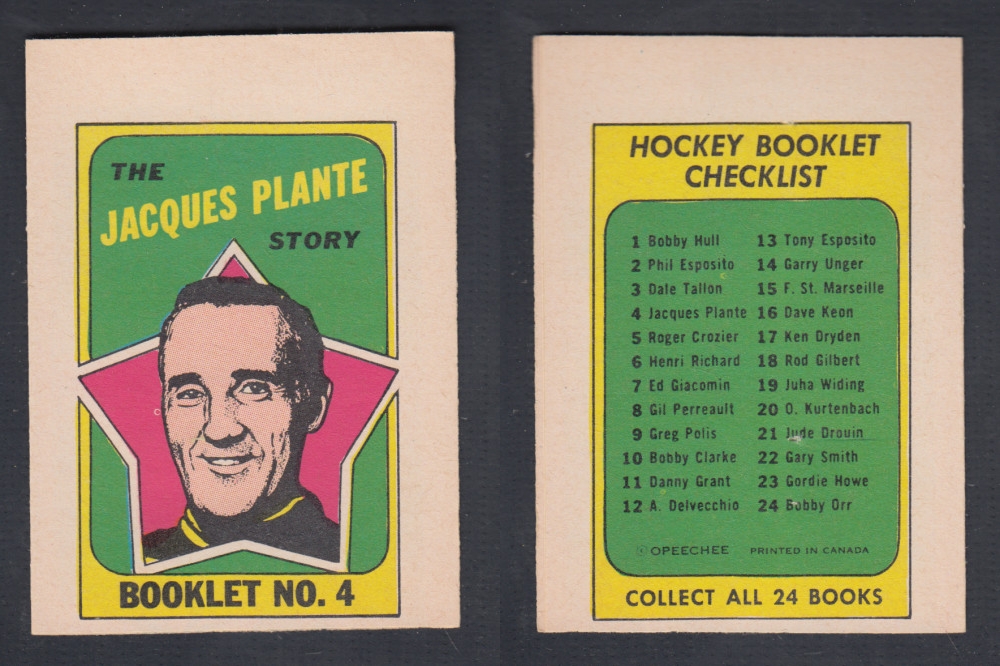 THE
JACQUES PLANTE
STORY
BOOKLET NO. 4
HOCKEY BOOKLET
CHECKLIST
1 Bobby Hull
2 Phil Esposito
3 Dale Tallon
4 Jacques Plante
5 Roger Crozier
6 Henri Richard
7 Ed Giacomin
8 Gil Perreault
9 Greg Polis
10 Bobby Clarke
11 Danny Grant
12 A. Delvecchio
13 Tony Esposito
14 Garry Unger
15 F. St. Marseille
16 Dave Keon
17 Ken Dryden
18 Rod Gilbert
19 Juha Widing
20 O. Kurtenbach
21 Jude Drouin
22 Gary Smith
23 Gordie Howe
24 Bobby Orr
© OPEECHEE PRINTED IN CANADA
COLLECT ALL 24 BOOKS